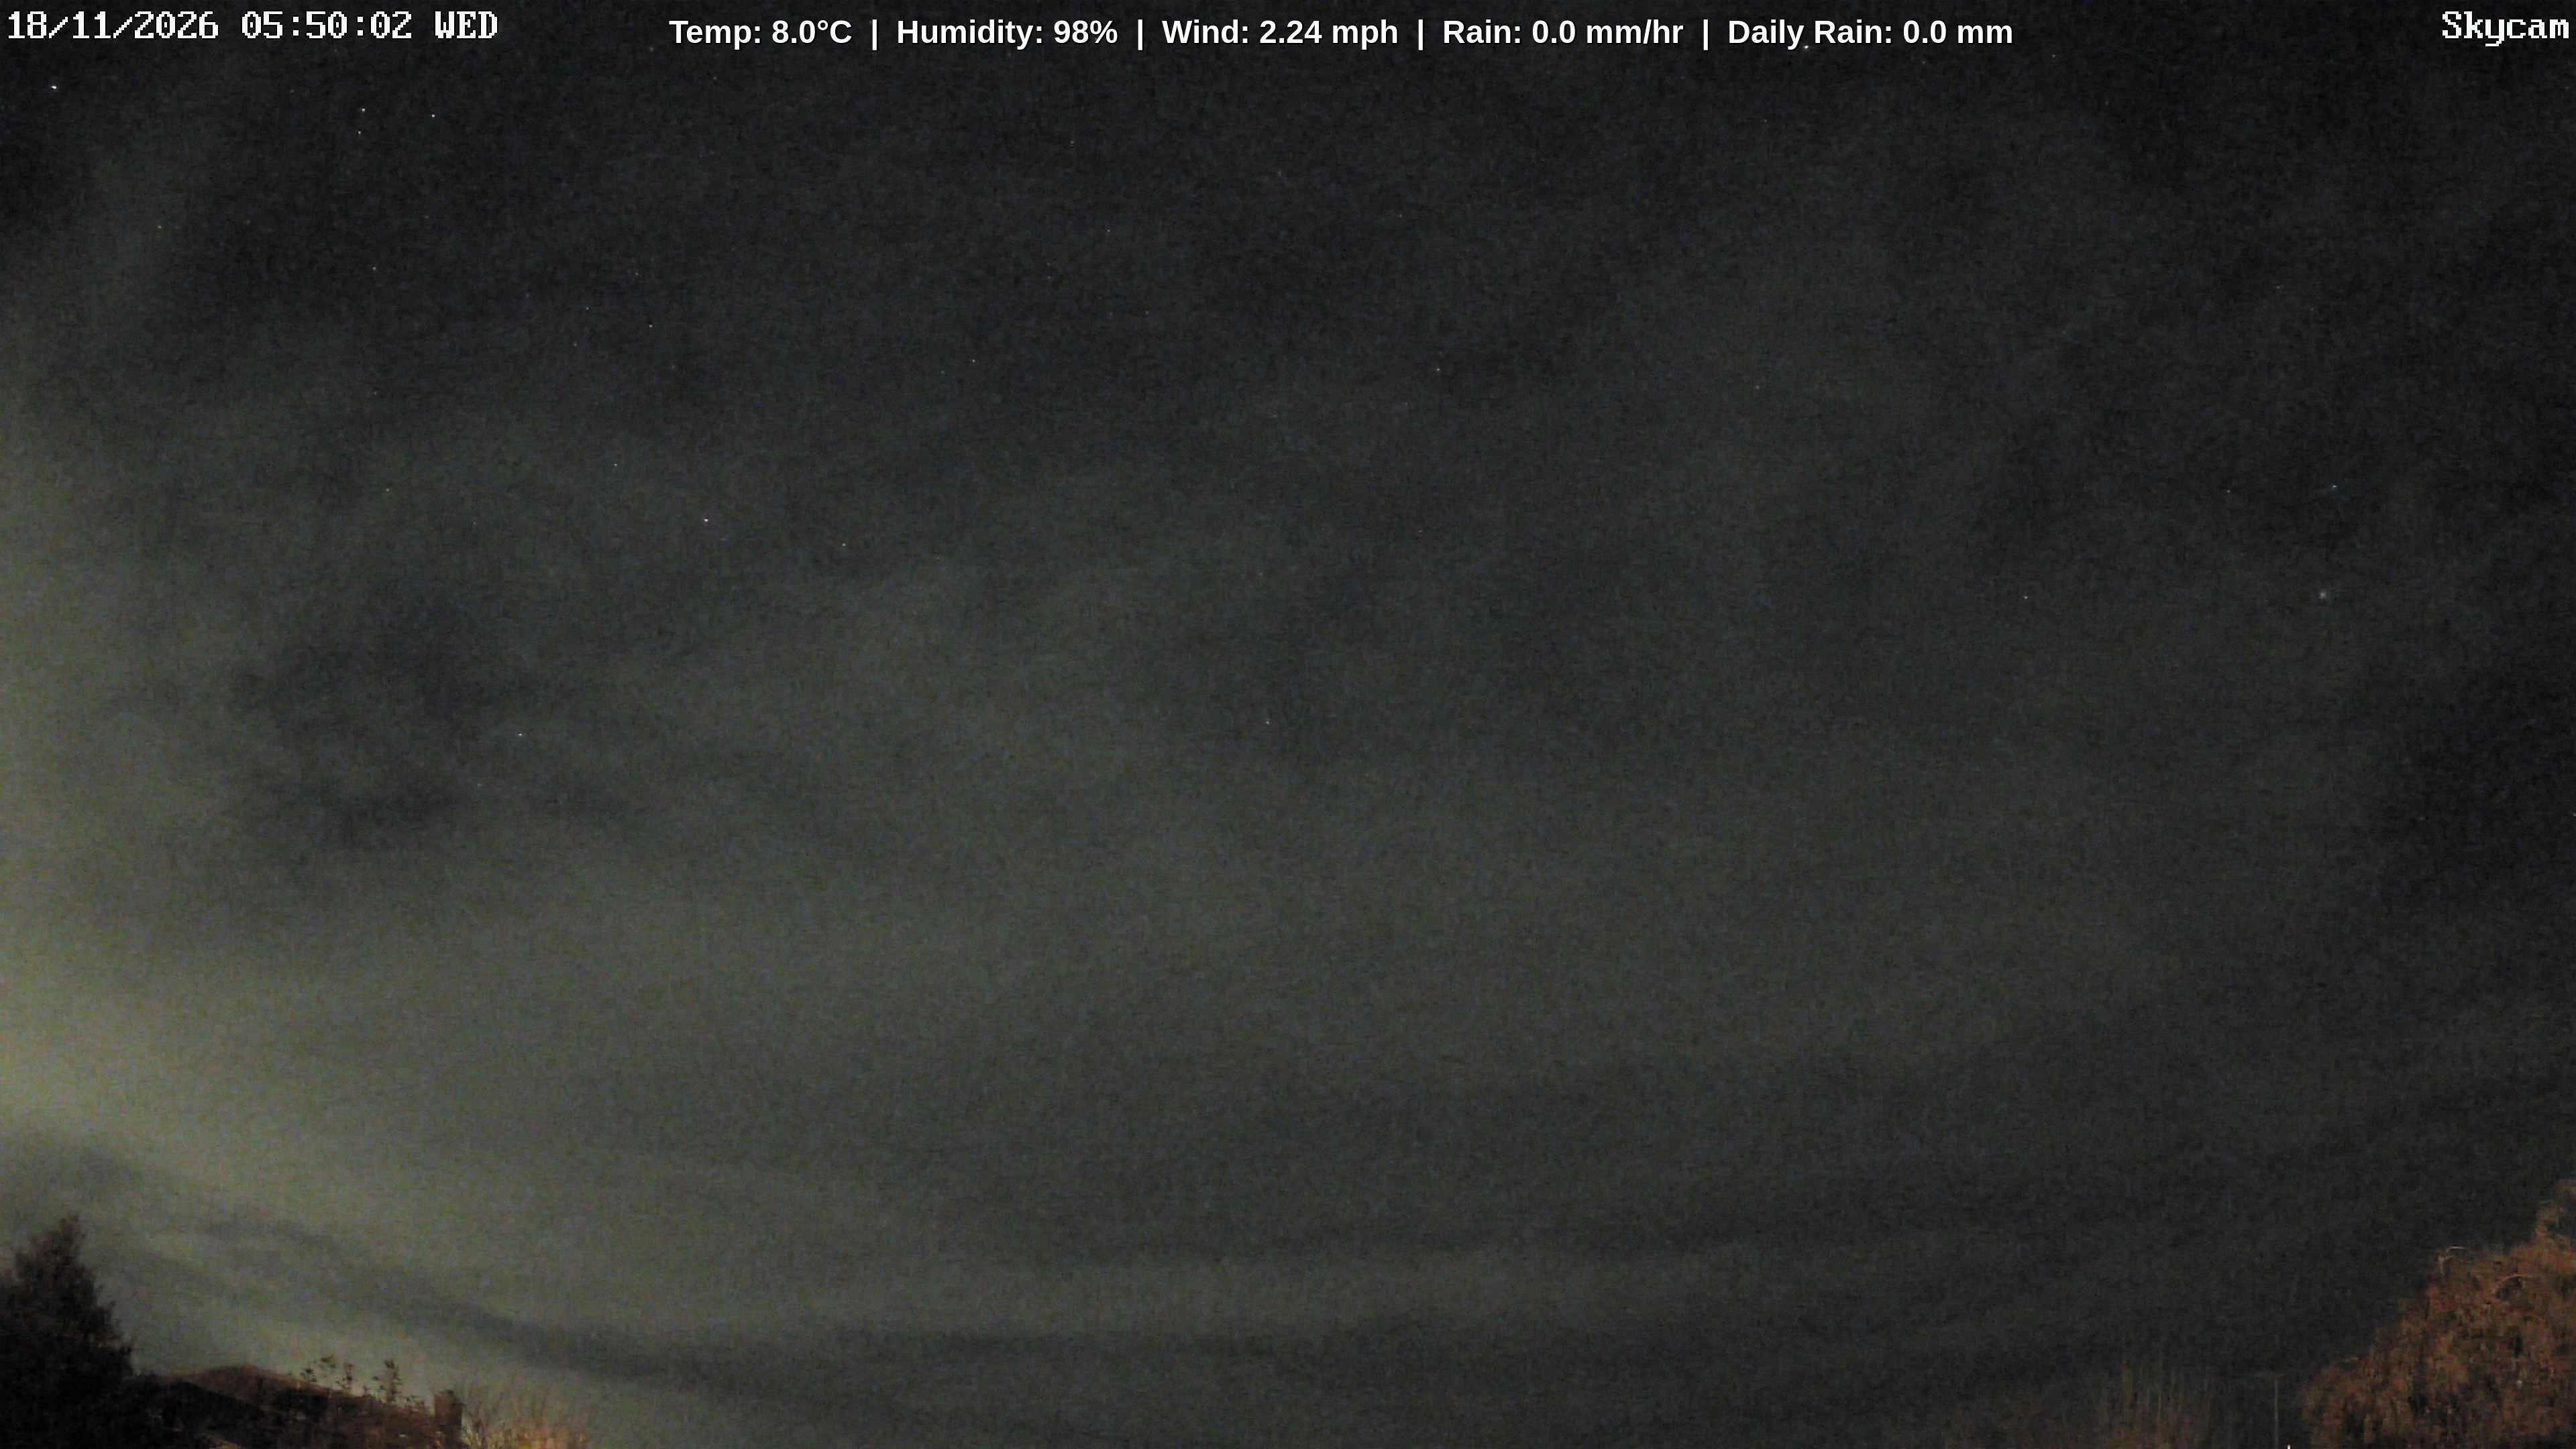 18/11/2026 05:50:02 WED
Temp: 8.0°C | Humidity: 98% | Wind: 2.24 mph | Rain: 0.0 mm/hr | Daily Rain: 0.0 mm
Skycam